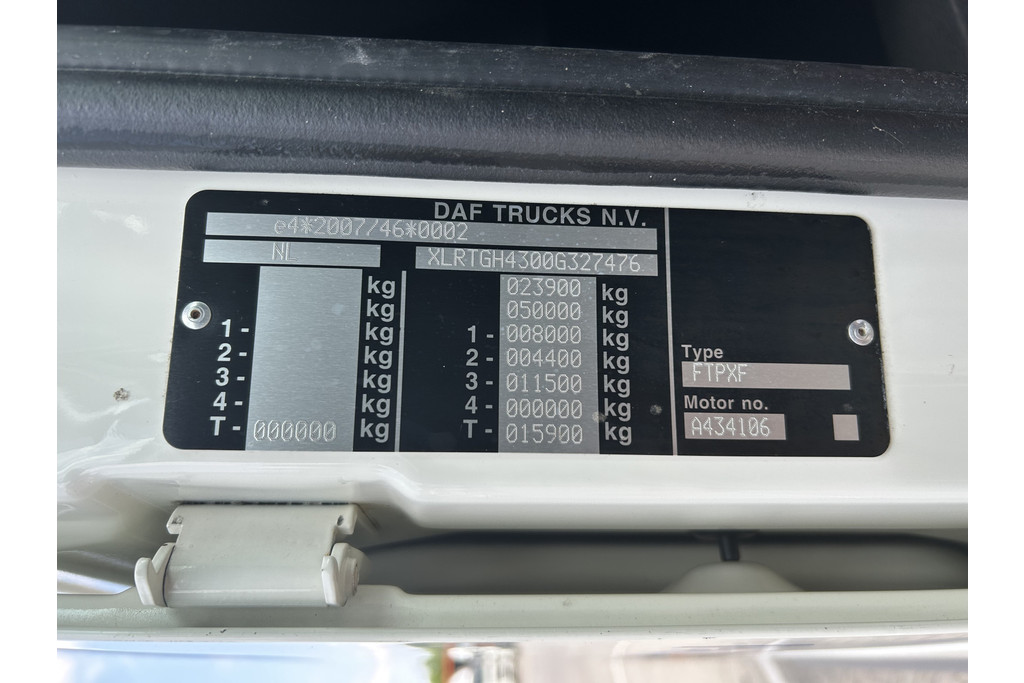 DAF TRUCKS N.V.
e4*2007/46*0002
NL XLRTGH4300G327476
kg 023900 kg
kg 050000 kg
1- kg 1- 008000 kg
2- kg 2- 004400 kg
3- kg 3- 011500 kg
4- kg 4- 000000 kg
T- 000000 kg T- 015900 kg
Type
FTPXF
Motor no.
A434106